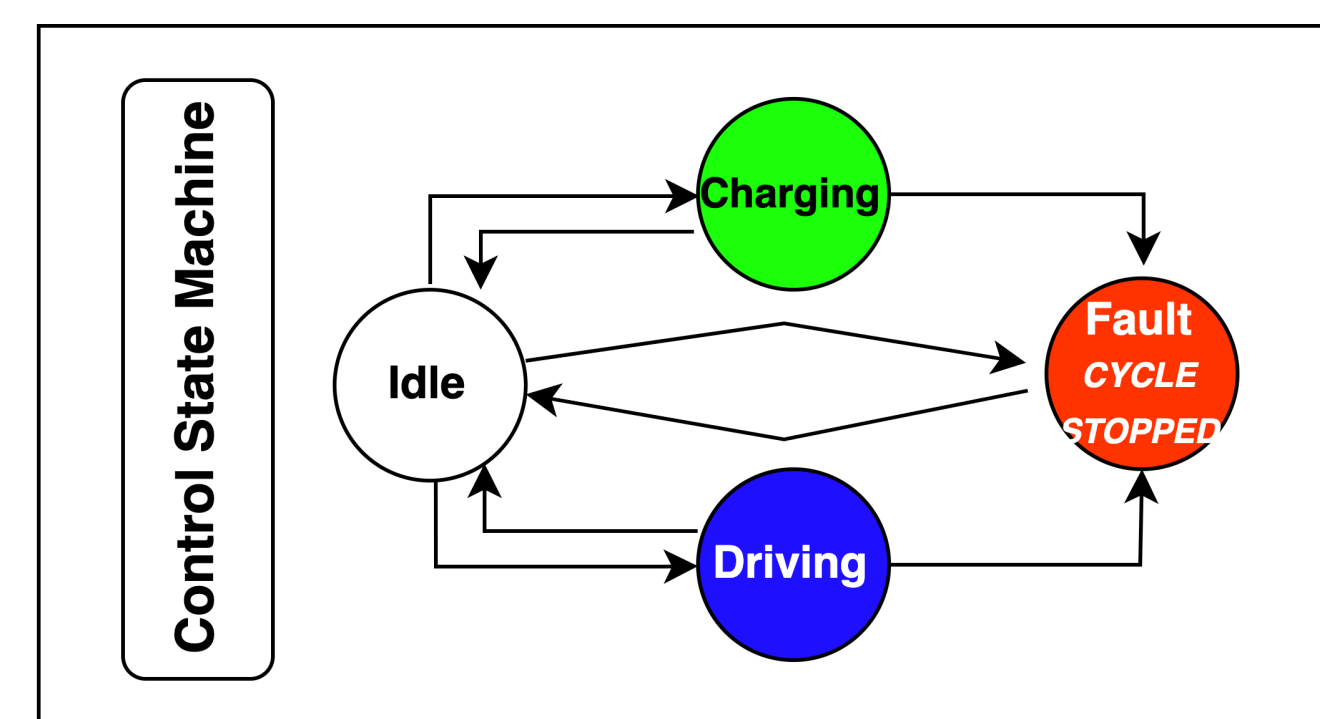 Control State Machine
Charging
Idle
Fault
CYCLE
STOPPED
Driving